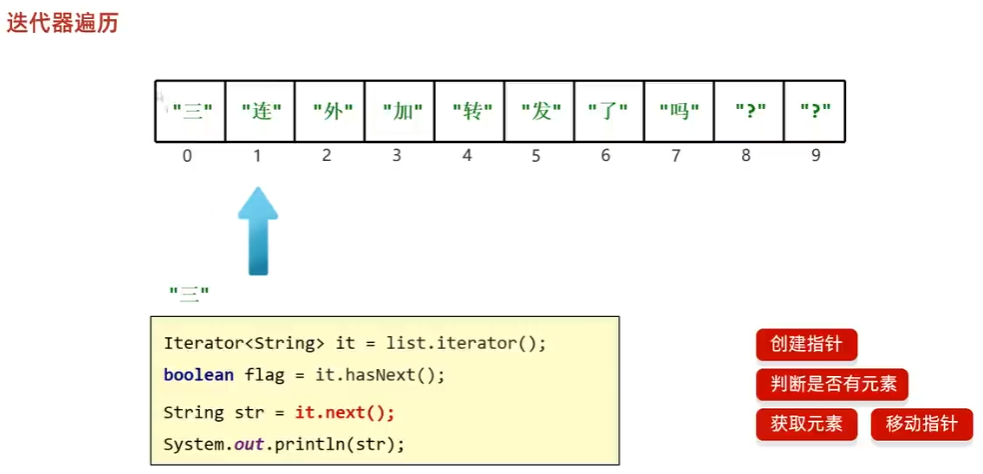 迭代器遍历
"三" "连" "外" "加" "转" "发" "了" "吗" "?" "?"
0 1 2 3 4 5 6 7 8 9
"三"
Iterator<String> it = list.iterator();
boolean flag = it.hasNext();
String str = it.next();
System.out.println(str);
创建指针
判断是否有元素
获取元素 移动指针